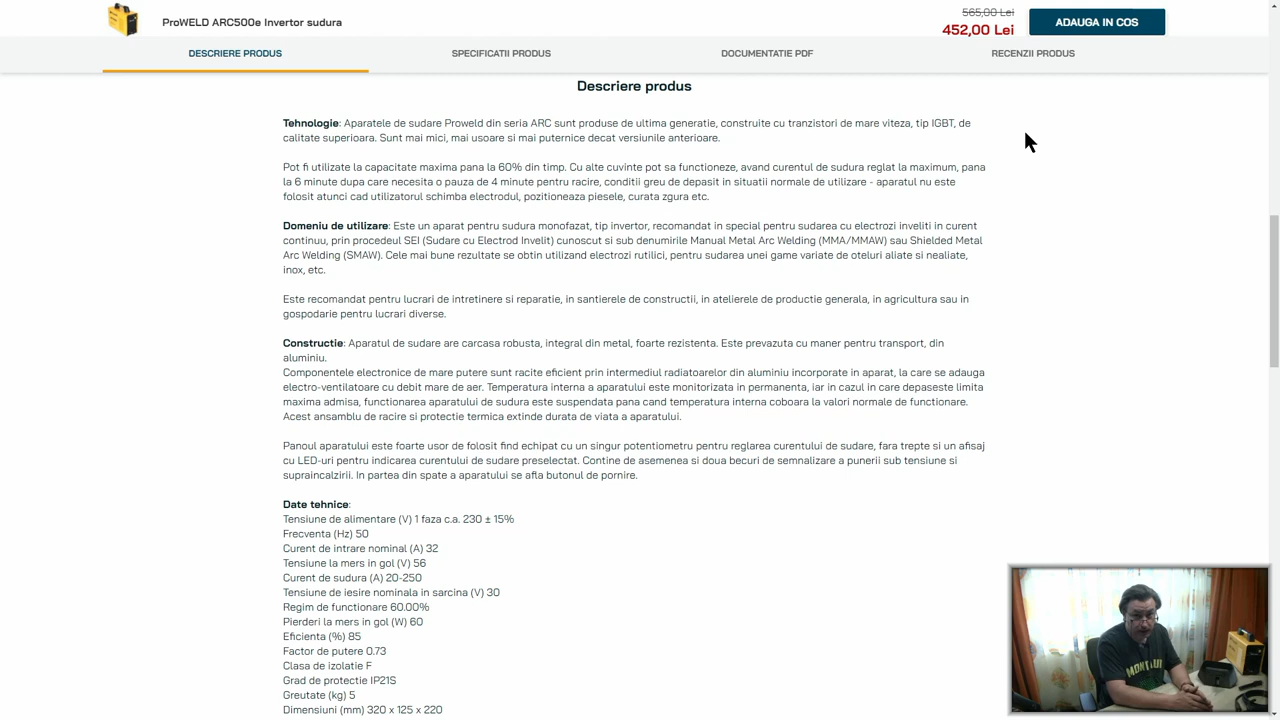 ProWELD ARC500e Invertor sudura
565,00 Lei
452,00 Lei
ADAUGA IN COS
DESCRIERE PRODUS
SPECIFICATII PRODUS
DOCUMENTATIE PDF
RECENZII PRODUS
Descriere produs
Tehnologie: Aparatele de sudare Proweld din seria ARC sunt produse de ultima generatie, construite cu tranzistori de mare viteza, tip IGBT, de
calitate superioara. Sunt mai mici, mai usoare si mai puternice decat versiunile anterioare.
Pot fi utilizate la capacitate maxima pana la 60% din timp. Cu alte cuvinte pot sa functioneze, avand curentul de sudura reglat la maximum, pana
la 6 minute dupa care necesita o pauza de 4 minute pentru racire, conditii greu de depasit in situatii normale de utilizare - aparatul nu este
folosit atunci cad utilizatorul schimba electrodul, pozitioneaza piesele, curata zgura etc.
Domeniu de utilizare: Este un aparat pentru sudura monofazat, tip invertor, recomandat in special pentru sudarea cu electrozi inveliti in curent
continuu, prin procedeul SEI (Sudare cu Electrod Invelit) cunoscut si sub denumirile Manual Metal Arc Welding (MMA/MMAW) sau Shielded Metal
Arc Welding (SMAW). Cele mai bune rezultate se obtin utilizand electrozi rutilici, pentru sudarea unei game variate de oteluri aliate si nealiate,
inox, etc.
Este recomandat pentru lucrari de intretinere si reparatie, in santierele de constructii, in atelierele de productie generala, in agricultura sau in
gospodarie pentru lucrari diverse.
Constructie: Aparatul de sudare are carcasa robusta, integral din metal, foarte rezistenta. Este prevazuta cu maner pentru transport, din
aluminiu.
Componentele electronice de mare putere sunt racite eficient prin intermediul radiatoarelor din aluminiu incorporate in aparat, la care se adauga
electro-ventilatoare cu debit mare de aer. Temperatura interna a aparatului este monitorizata in permanenta, iar in cazul in care depaseste limita
maxima admisa, functionarea aparatului de sudura este suspendata pana cand temperatura interna coboara la valori normale de functionare.
Acest ansamblu de racire si protectie termica extinde durata de viata a aparatului.
Panoul aparatului este foarte usor de folosit find echipat cu un singur potentiometru pentru reglarea curentului de sudare, fara trepte si un afisaj
cu LED-uri pentru indicarea curentului de sudare preselectat. Contine de asemenea si doua becuri de semnalizare a punerii sub tensiune si
supraincalzirii. In partea din spate a aparatului se afla butonul de pornire.
Date tehnice:
Tensiune de alimentare (V) 1 faza c.a. 230 ± 15%
Frecventa (Hz) 50
Curent de intrare nominal (A) 32
Tensiune la mers in gol (V) 56
Curent de sudura (A) 20-250
Tensiune de iesire nominala in sarcina (V) 30
Regim de functionare 60.00%
Pierderi la mers in gol (W) 60
Eficienta (%) 85
Factor de putere 0.73
Clasa de izolatie F
Grad de protectie IP21S
Greutate (kg) 5
Dimensiuni (mm) 320 x 125 x 220